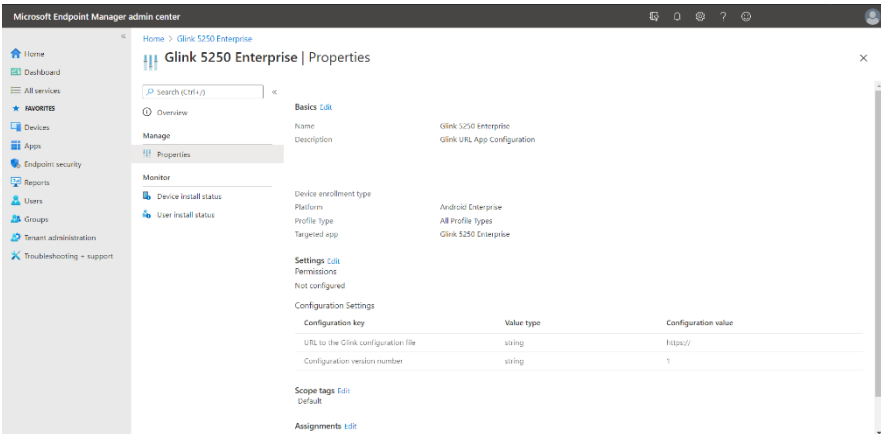 Microsoft Endpoint Manager admin center
Home > Glink 5250 Enterprise
Glink 5250 Enterprise | Properties
Home
Dashboard
All services
FAVORITES
Devices
Apps
Endpoint security
Reports
Users
Groups
Tenant administration
Troubleshooting + support
Search (Ctrl+/)
Overview
Manage
Properties
Monitor
Device install status
User install status
Basics Edit
Name Glink 5250 Enterprise
Description Glink URL App Configuration
Device enrollment type
Platform Android Enterprise
Profile Type All Profile Types
Targeted app Glink 5250 Enterprise
Settings Edit
Permissions
Not configured
Configuration Settings
Configuration key Value type Configuration value
URL to the Glink configuration file string https://
Configuration version number string 1
Scope tags Edit
Default
Assignments Edit